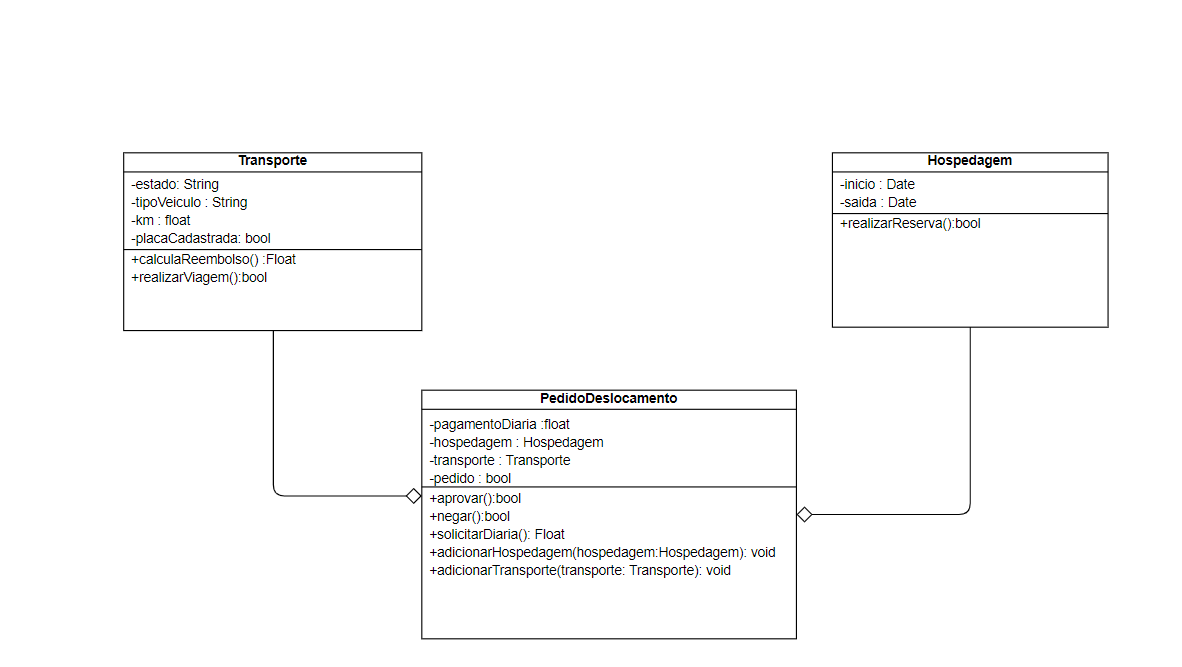 Transporte
-estado: String
-tipoVeiculo : String
-km : float
-placaCadastrada: bool
+calculaReembolso() :Float
+realizarViagem():bool
Hospedagem
-inicio : Date
-saida : Date
+realizarReserva():bool
PedidoDeslocamento
-pagamentoDiaria :float
-hospedagem : Hospedagem
-transporte : Transporte
-pedido : bool
+aprovar():bool
+negar():bool
+solicitarDiaria(): Float
+adicionarHospedagem(hospedagem:Hospedagem): void
+adicionarTransporte(transporte: Transporte): void